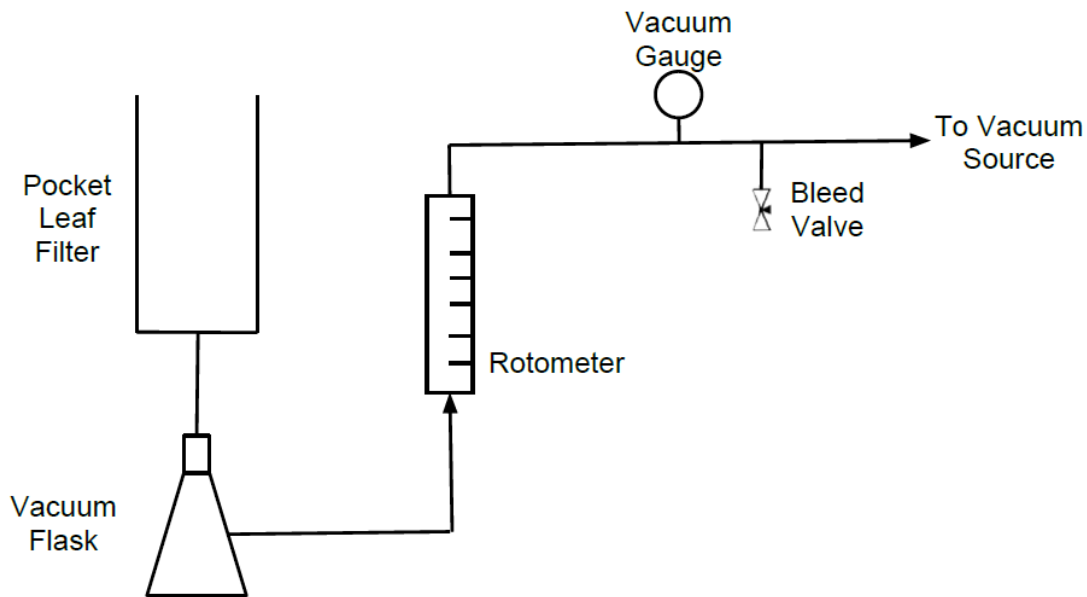 Vacuum
Gauge
To Vacuum
Source
Pocket
Leaf
Filter
Bleed
Valve
Rotometer
Vacuum
Flask